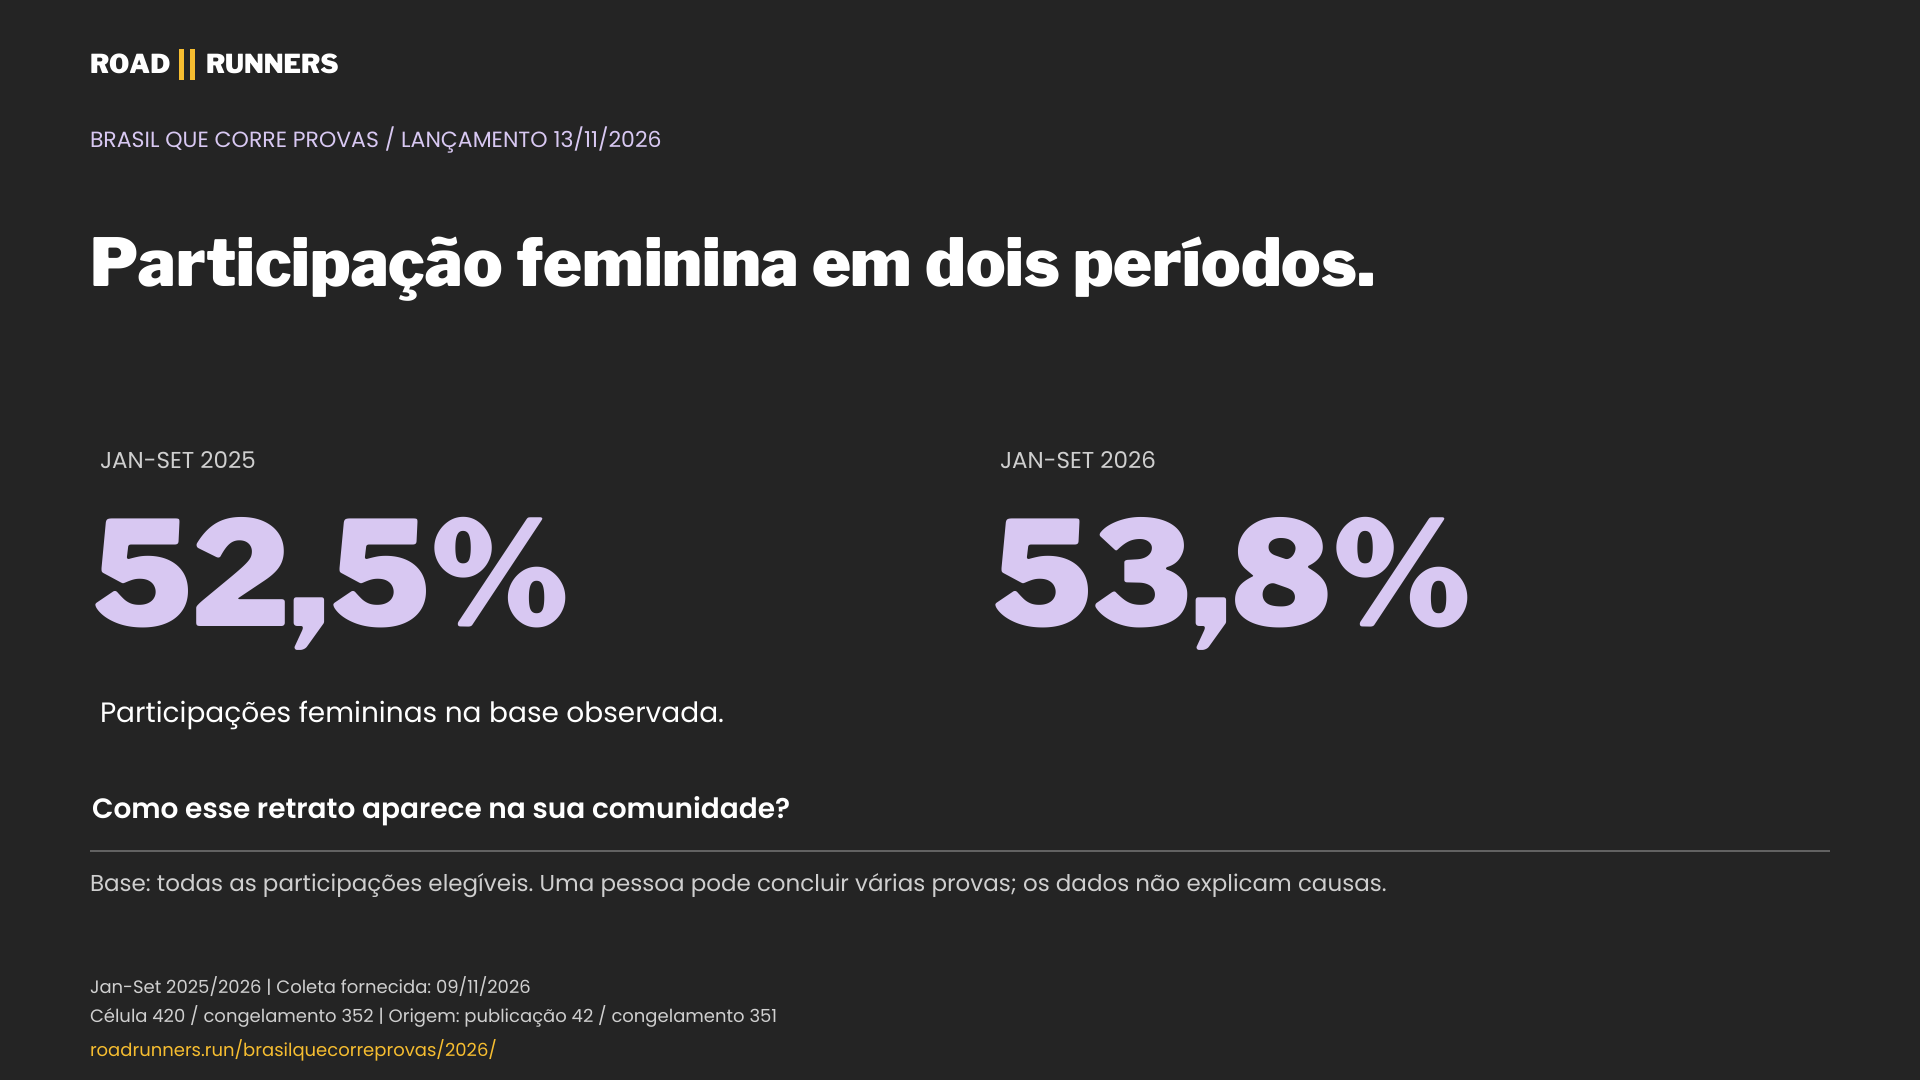 ROAD || RUNNERS
BRASIL QUE CORRE PROVAS / LANÇAMENTO 13/11/2026
Participação feminina em dois períodos.
JAN-SET 2025
52,5%
JAN-SET 2026
53,8%
Participações femininas na base observada.
Como esse retrato aparece na sua comunidade?
Base: todas as participações elegíveis. Uma pessoa pode concluir várias provas; os dados não explicam causas.
Jan-Set 2025/2026 | Coleta fornecida: 09/11/2026
Célula 420 / congelamento 352 | Origem: publicação 42 / congelamento 351
roadrunners.run/brasilquecorreprovas/2026/